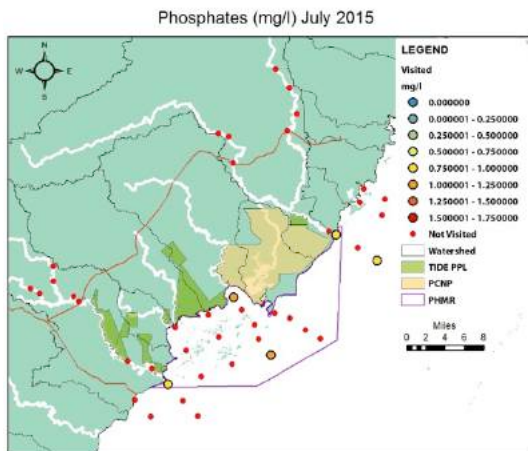 Phosphates (mg/l) July 2015
N
W E
S
LEGEND
Visited
mg/l
0.000000
0.000001 - 0.250000
0.250001 - 0.500000
0.500001 - 0.750000
0.750001 - 1.000000
1.000001 - 1.250000
1.250001 - 1.500000
1.500001 - 1.750000
Not Visited
Watershed
TIDE PPL
PCNP
PHMR
Miles
0 2 4 6 8